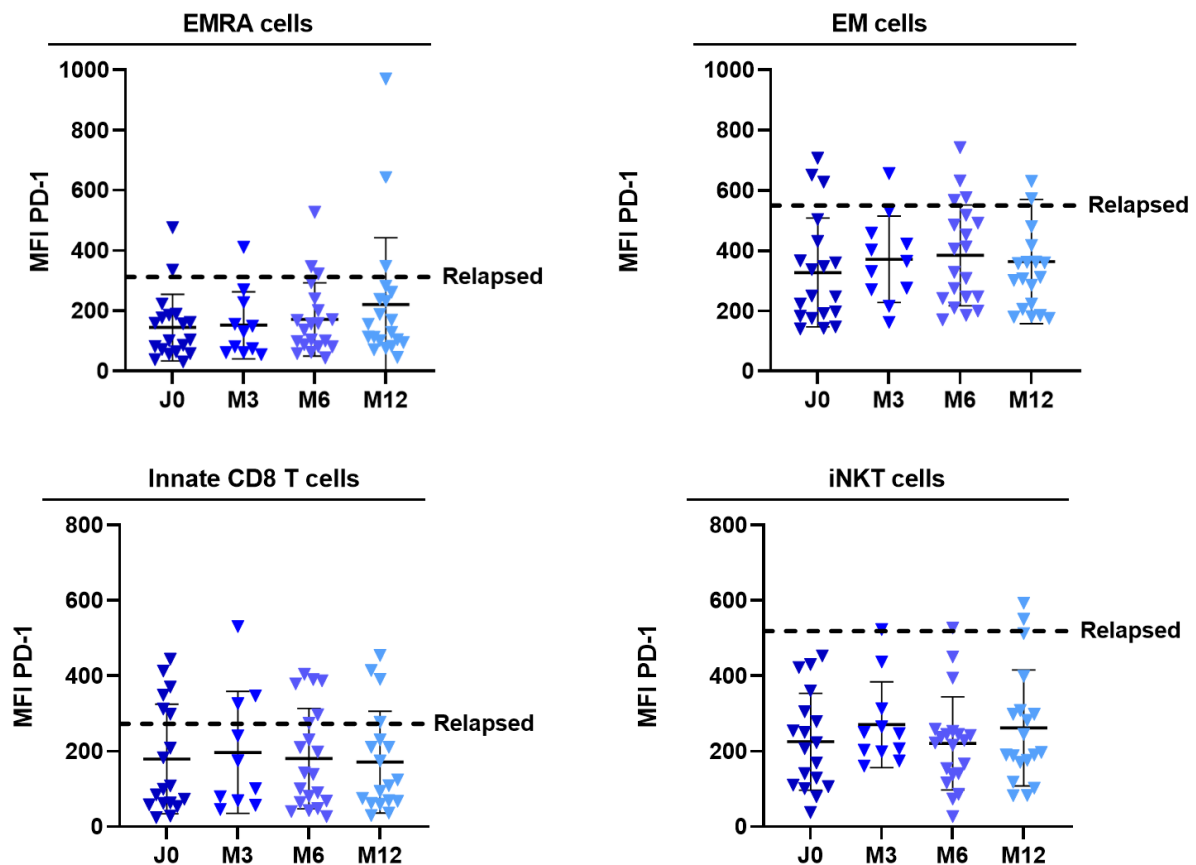 EMRA cells
MFI PD-1
1000
800
600
400
200
0
Relapsed
J0 M3 M6 M12
EM cells
MFI PD-1
1000
800
600
400
200
0
Relapsed
J0 M3 M6 M12
Innate CD8 T cells
MFI PD-1
800
600
400
200
0
Relapsed
J0 M3 M6 M12
iNKT cells
MFI PD-1
800
600
400
200
0
Relapsed
J0 M3 M6 M12